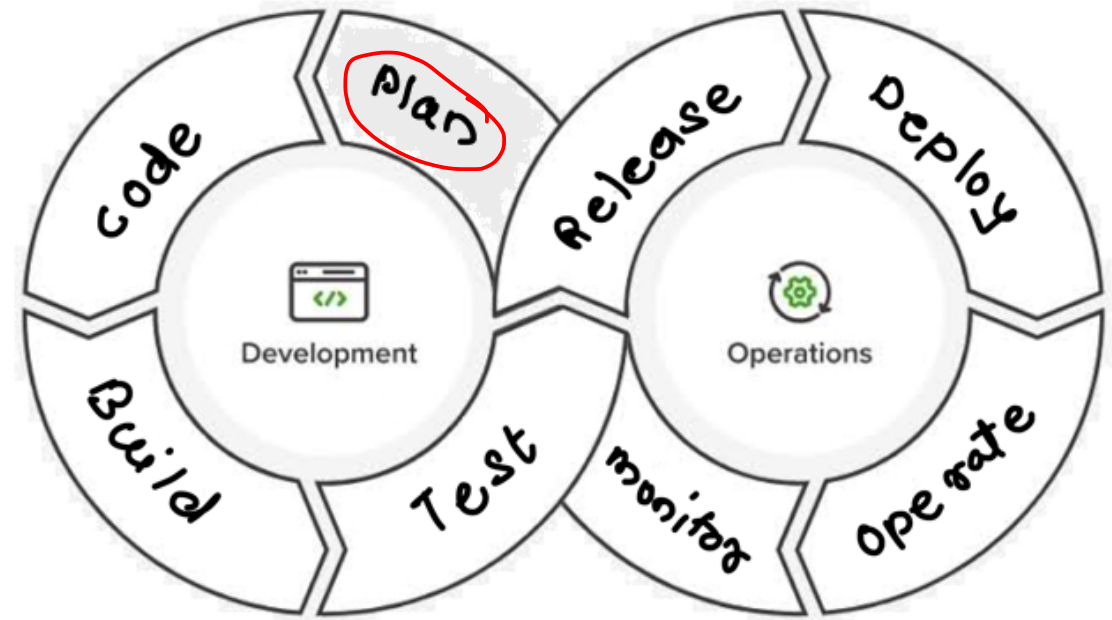 Plan
Code
Build
Test
Release
Deploy
Operate
monitor
</> 
Development
Operations